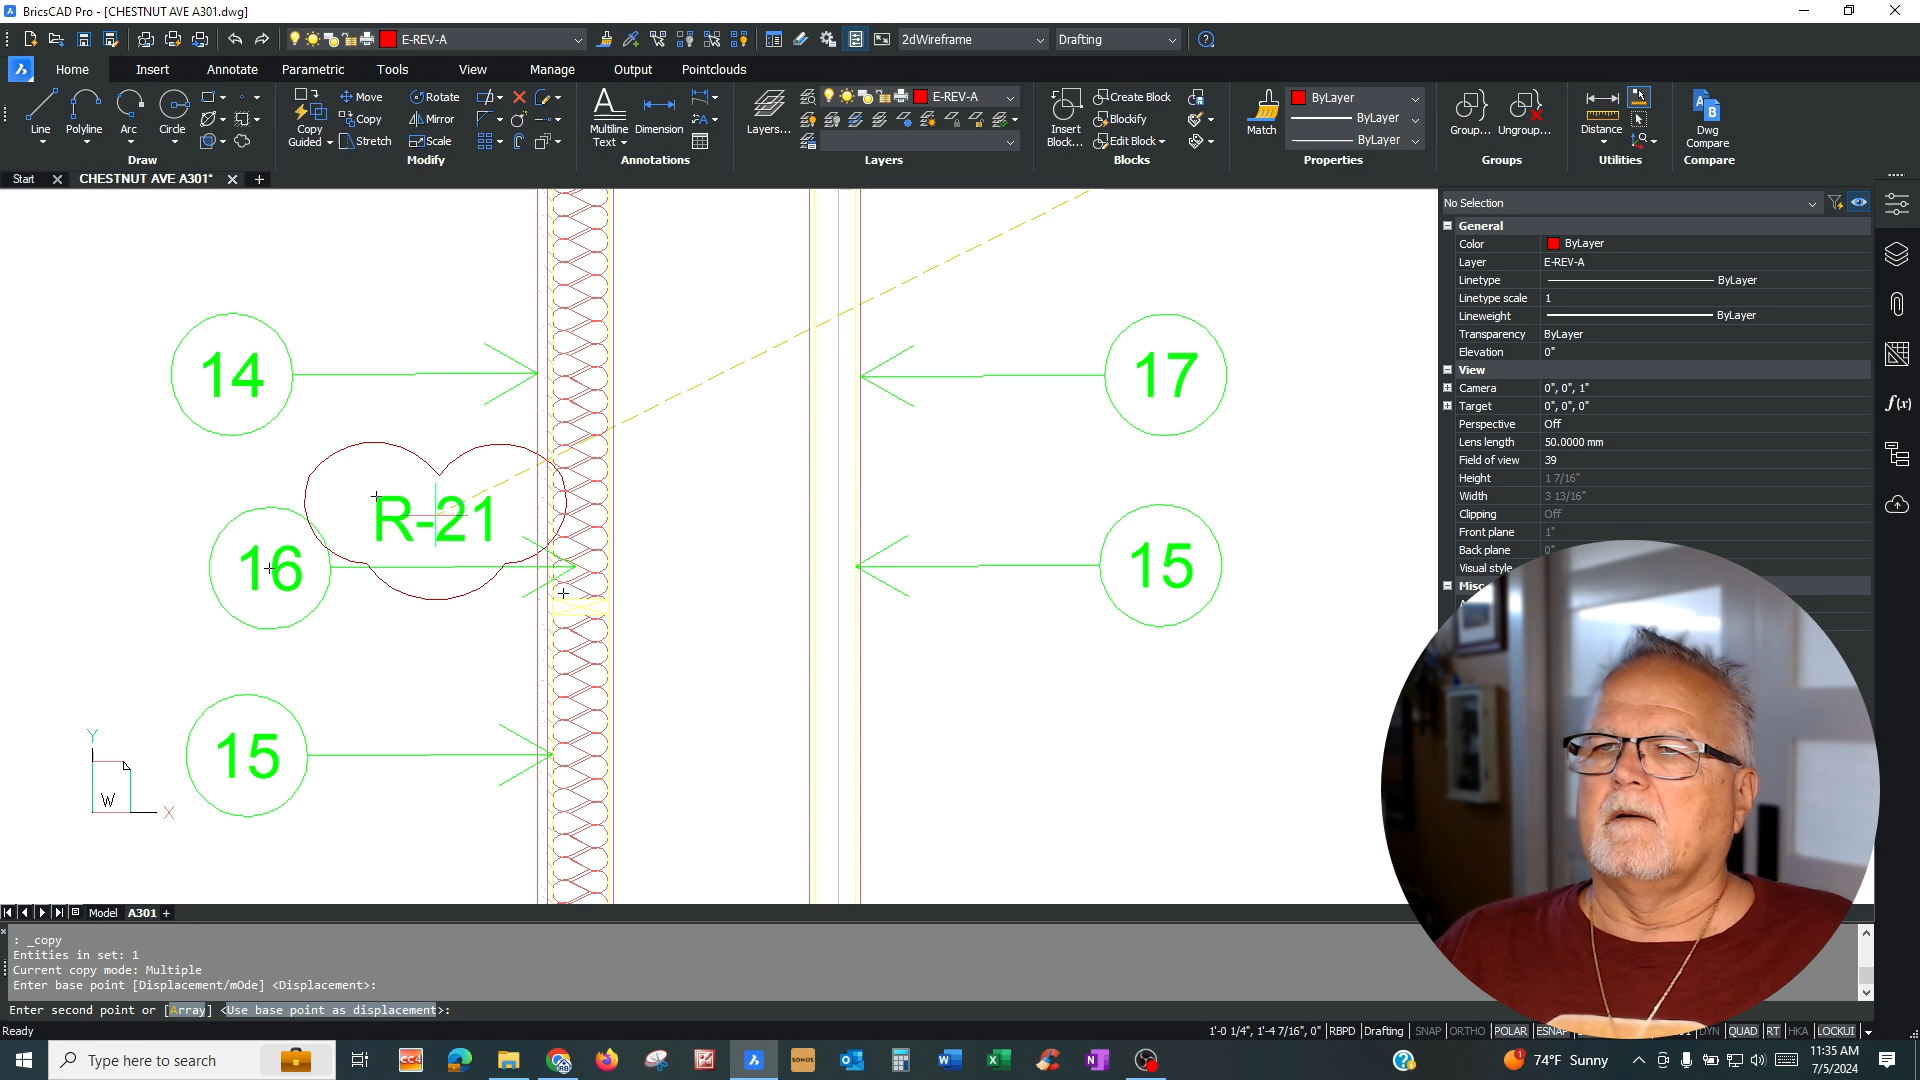 BricsCAD Pro - [CHESTNUT AVE A301.dwg]
E-REV-A
2dWireframe
Drafting
Home
Insert
Annotate
Parametric
Tools
View
Manage
Output
Pointclouds
Line
Polyline
Arc
Circle
Draw
Copy
Guided
Move
Copy
Stretch
Rotate
Mirror
Scale
Modify
Multiline
Text
Dimension
Annotations
Layers...
E-REV-A
Layers
Insert
Block...
Create Block
Blockify
Edit Block
Blocks
Match
ByLayer
ByLayer
ByLayer
Properties
Group...
Ungroup...
Groups
Distance
Utilities
Dwg
Compare
Compare
Start
CHESTNUT AVE A301*
14
17
R-21
16
15
15
Y
W
X
No Selection
General
Color ByLayer
Layer E-REV-A
Linetype ByLayer
Linetype scale 1
Lineweight ByLayer
Transparency ByLayer
Elevation 0"
View
Camera 0", 0", 1"
Target 0", 0", 0"
Perspective Off
Lens length 50.0000 mm
Field of view 39
Height 1 7/16"
Width 3 13/16"
Clipping Off
Front plane 1"
Back plane 0"
Visual style
Misc
f(x)
Model
A301
: _copy
Entities in set: 1
Current copy mode: Multiple
Enter base point [Displacement/mOde] <Displacement>:
Enter second point or [Array] <Use base point as displacement>:
Ready
1'-0 1/4", 1'-4 7/16", 0"
RBPD
Drafting
SNAP
ORTHO
POLAR
ESNAP
DYN
QUAD
RT
HKA
LOCKUI
Type here to search
CC4
SONOS
74°F Sunny
11:35 AM
7/5/2024